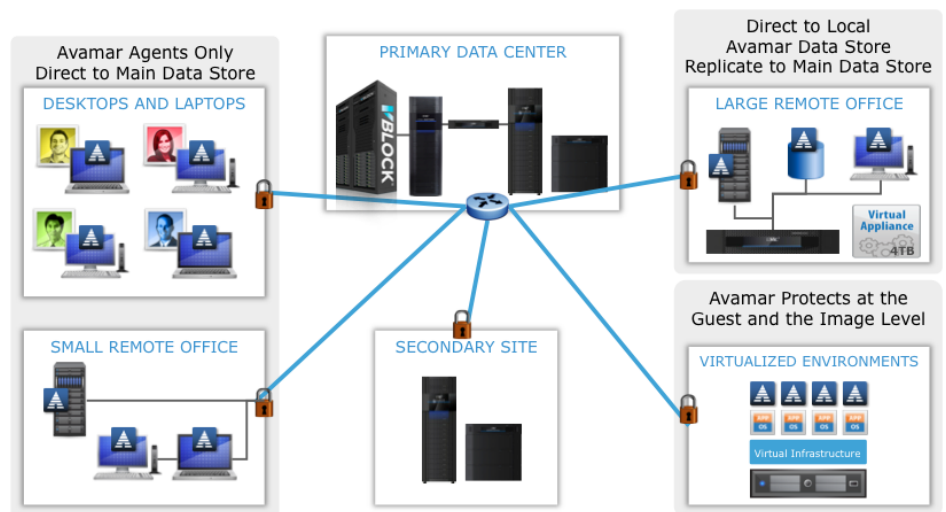 Avamar Agents Only
Direct to Main Data Store
DESKTOPS AND LAPTOPS
SMALL REMOTE OFFICE
PRIMARY DATA CENTER
VBLOCK
SECONDARY SITE
Direct to Local
Avamar Data Store
Replicate to Main Data Store
LARGE REMOTE OFFICE
Virtual
Appliance
4TB
Avamar Protects at the
Guest and the Image Level
VIRTUALIZED ENVIRONMENTS
APP APP APP APP
OS OS OS OS
Virtual Infrastructure